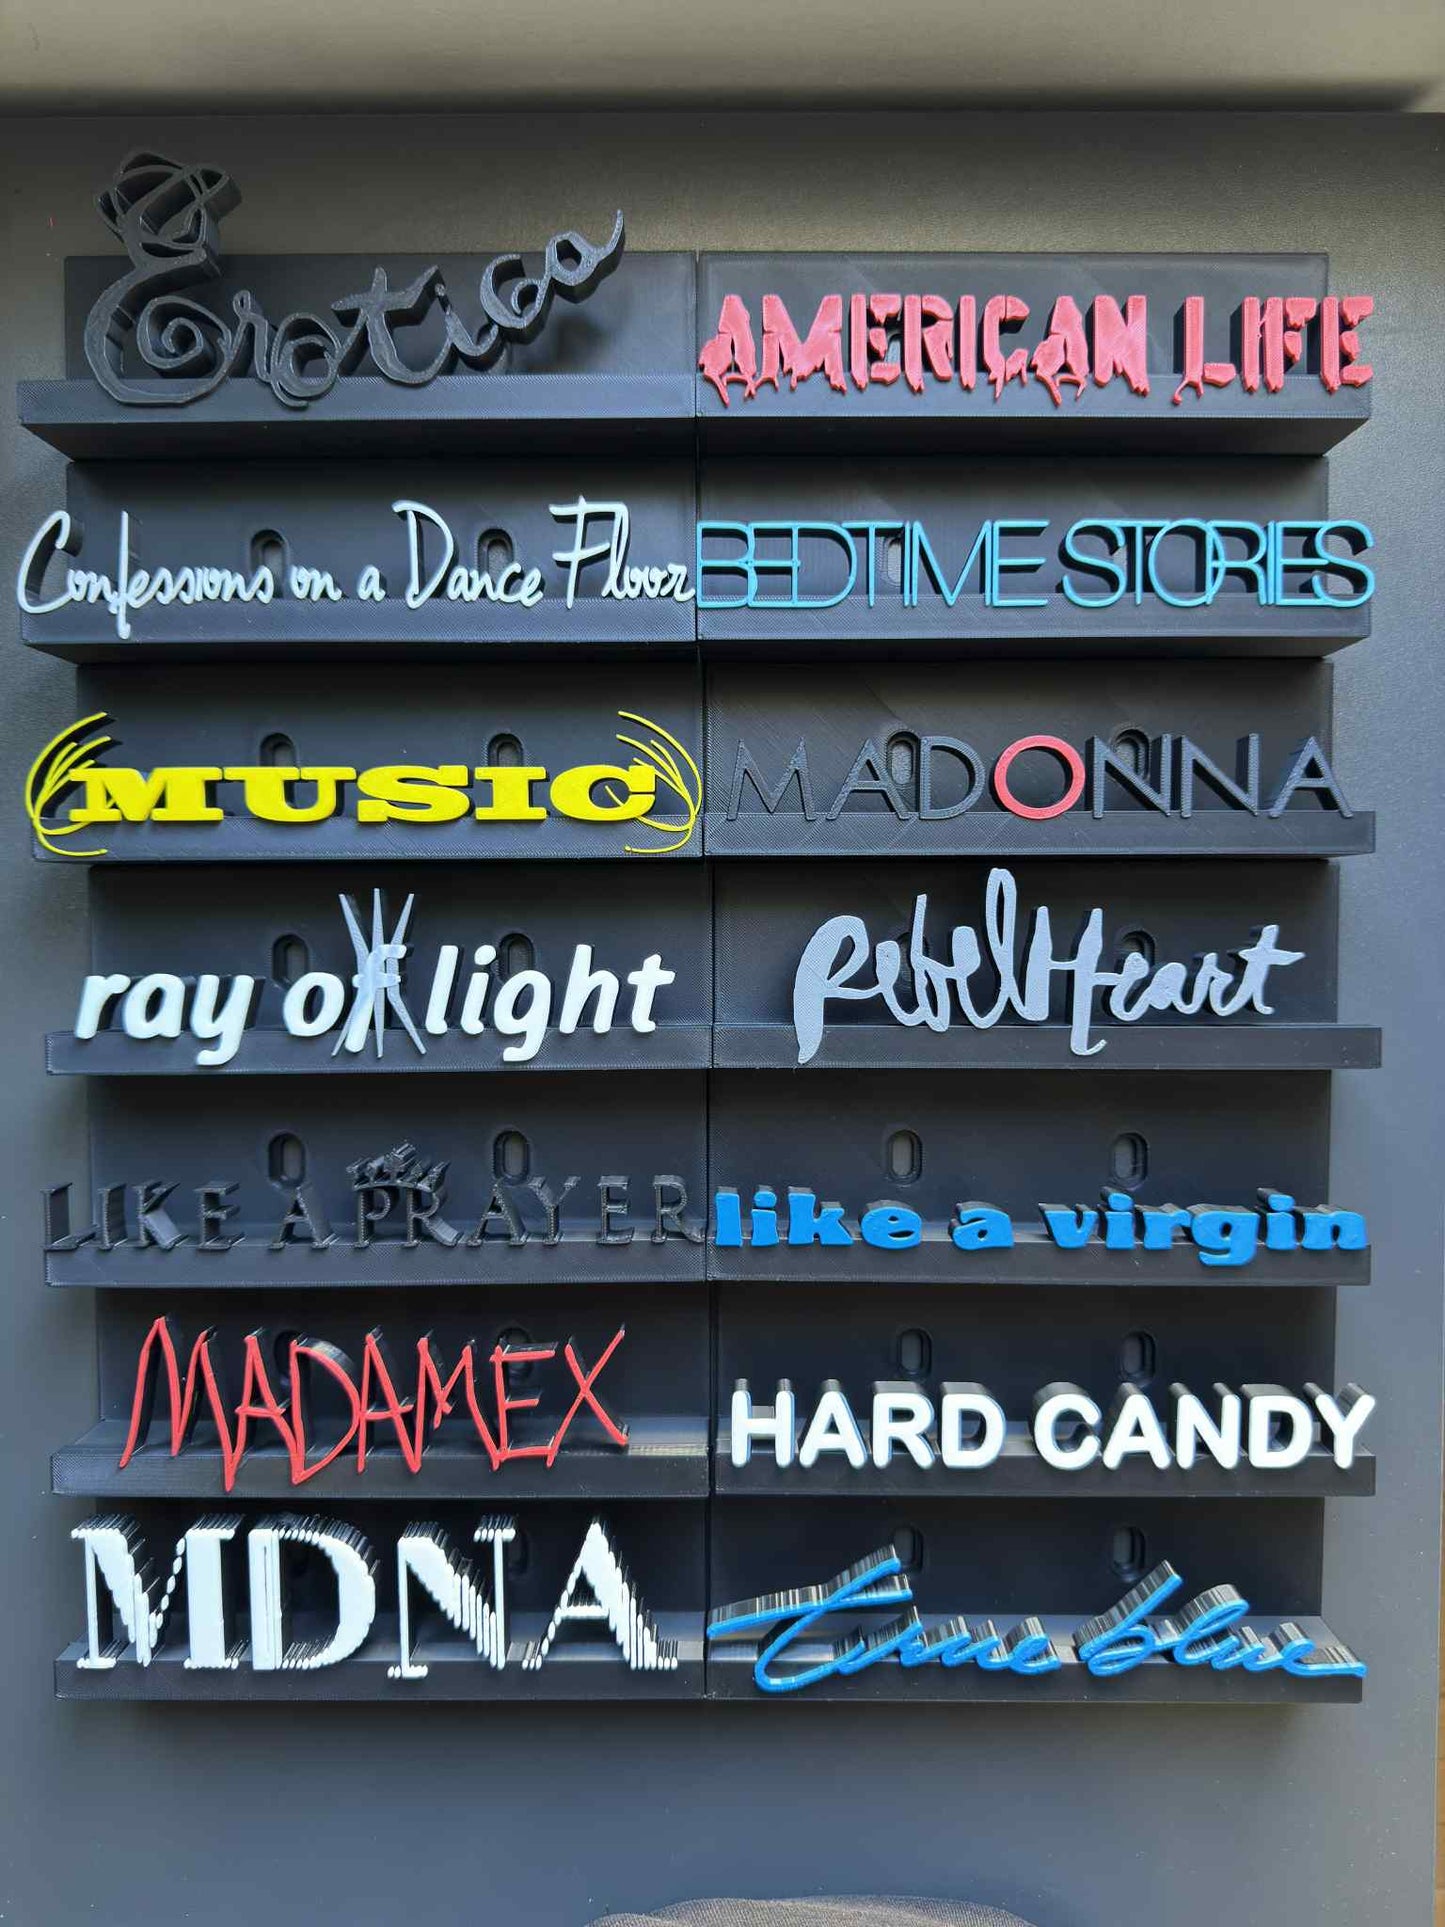 Erotica
AMERICAN LIFE
Confessions on a Dance Floor
BEDTIME STORIES
MUSIC
MADONNA
ray of light
Rebel Heart
LIKE A PRAYER
like a virgin
MADAME X
HARD CANDY
MDNA
true blue